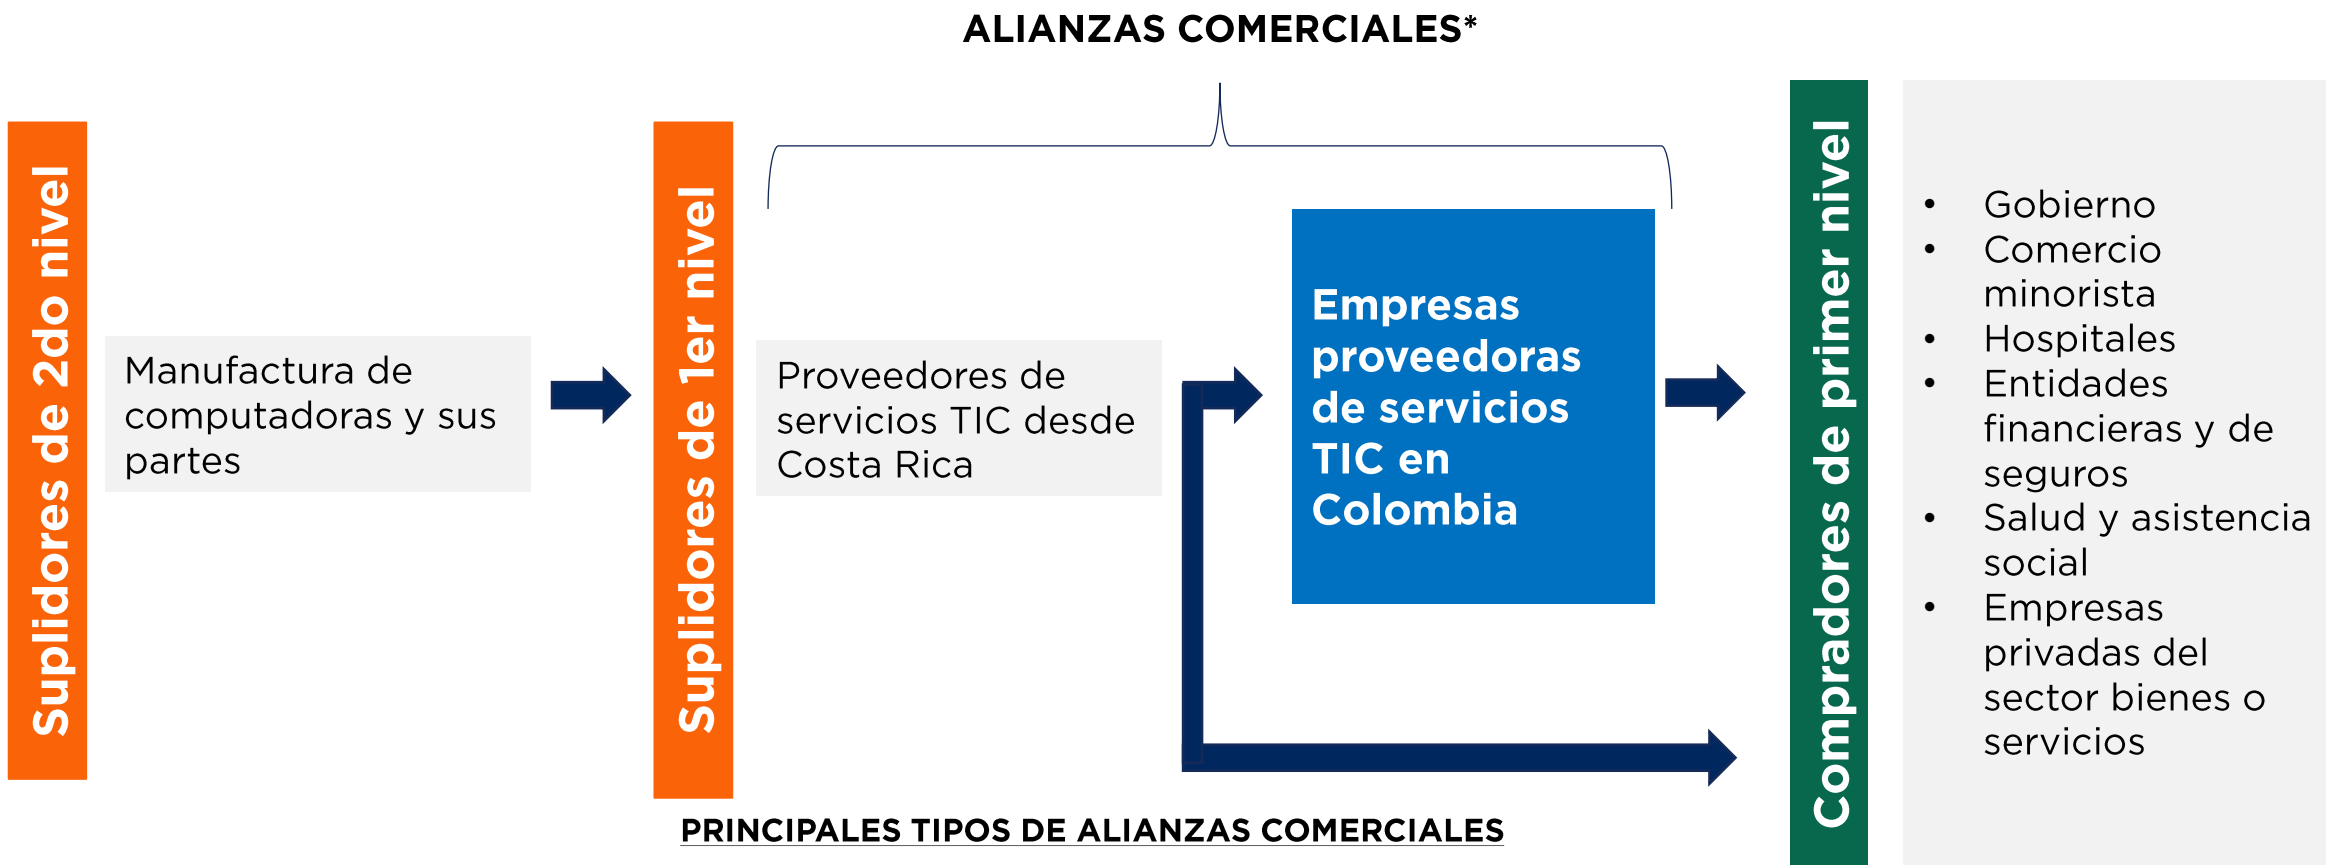 ALIANZAS COMERCIALES*
Suplidores de 2do nivel
Manufactura de
computadoras y sus
partes
Suplidores de 1er nivel
Proveedores de
servicios TIC desde
Costa Rica
Empresas
proveedoras
de servicios
TIC en
Colombia
Compradores de primer nivel
• Gobierno
• Comercio
minorista
• Hospitales
• Entidades
financieras y de
seguros
• Salud y asistencia
social
• Empresas
privadas del
sector bienes o
servicios
PRINCIPALES TIPOS DE ALIANZAS COMERCIALES